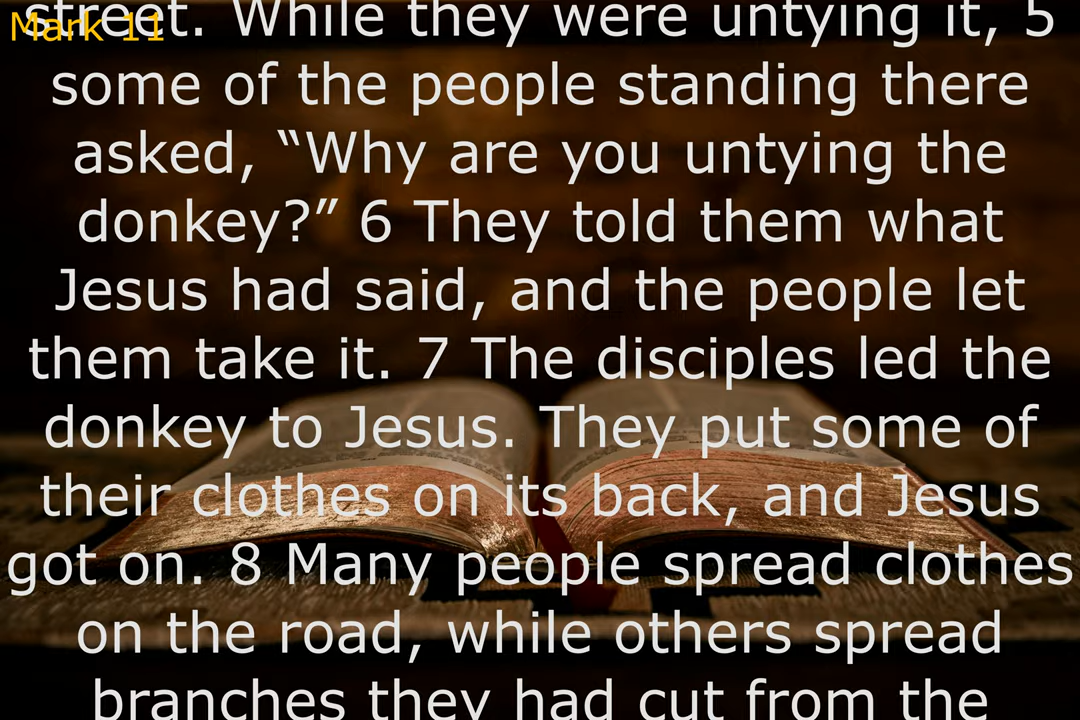 Mark 11
street. While they were untying it, 5
some of the people standing there
asked, “Why are you untying the
donkey?” 6 They told them what
Jesus had said, and the people let
them take it. 7 The disciples led the
donkey to Jesus. They put some of
their clothes on its back, and Jesus
got on. 8 Many people spread clothes
on the road, while others spread
branches they had cut from the